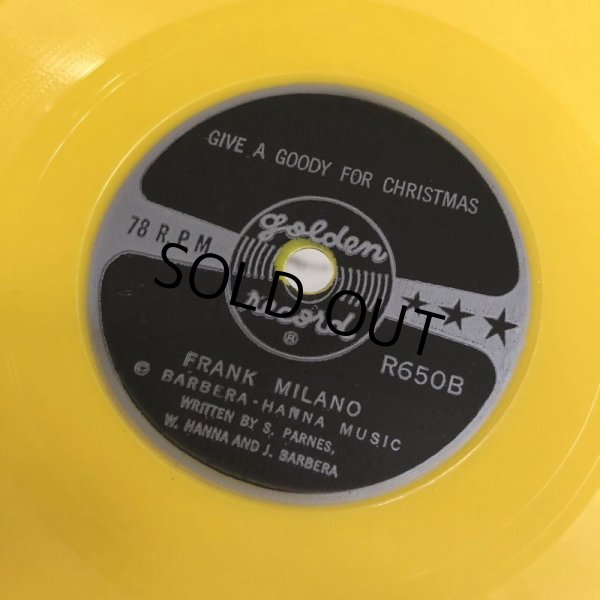 GIVE A GOODY FOR CHRISTMAS
78 R.P.M
golden
record
®
SOLD OUT
★ ★ ★
R650B
FRANK MILANO
© BARBERA-HANNA MUSIC
WRITTEN BY S. PARNES,
W. HANNA AND J. BARBERA